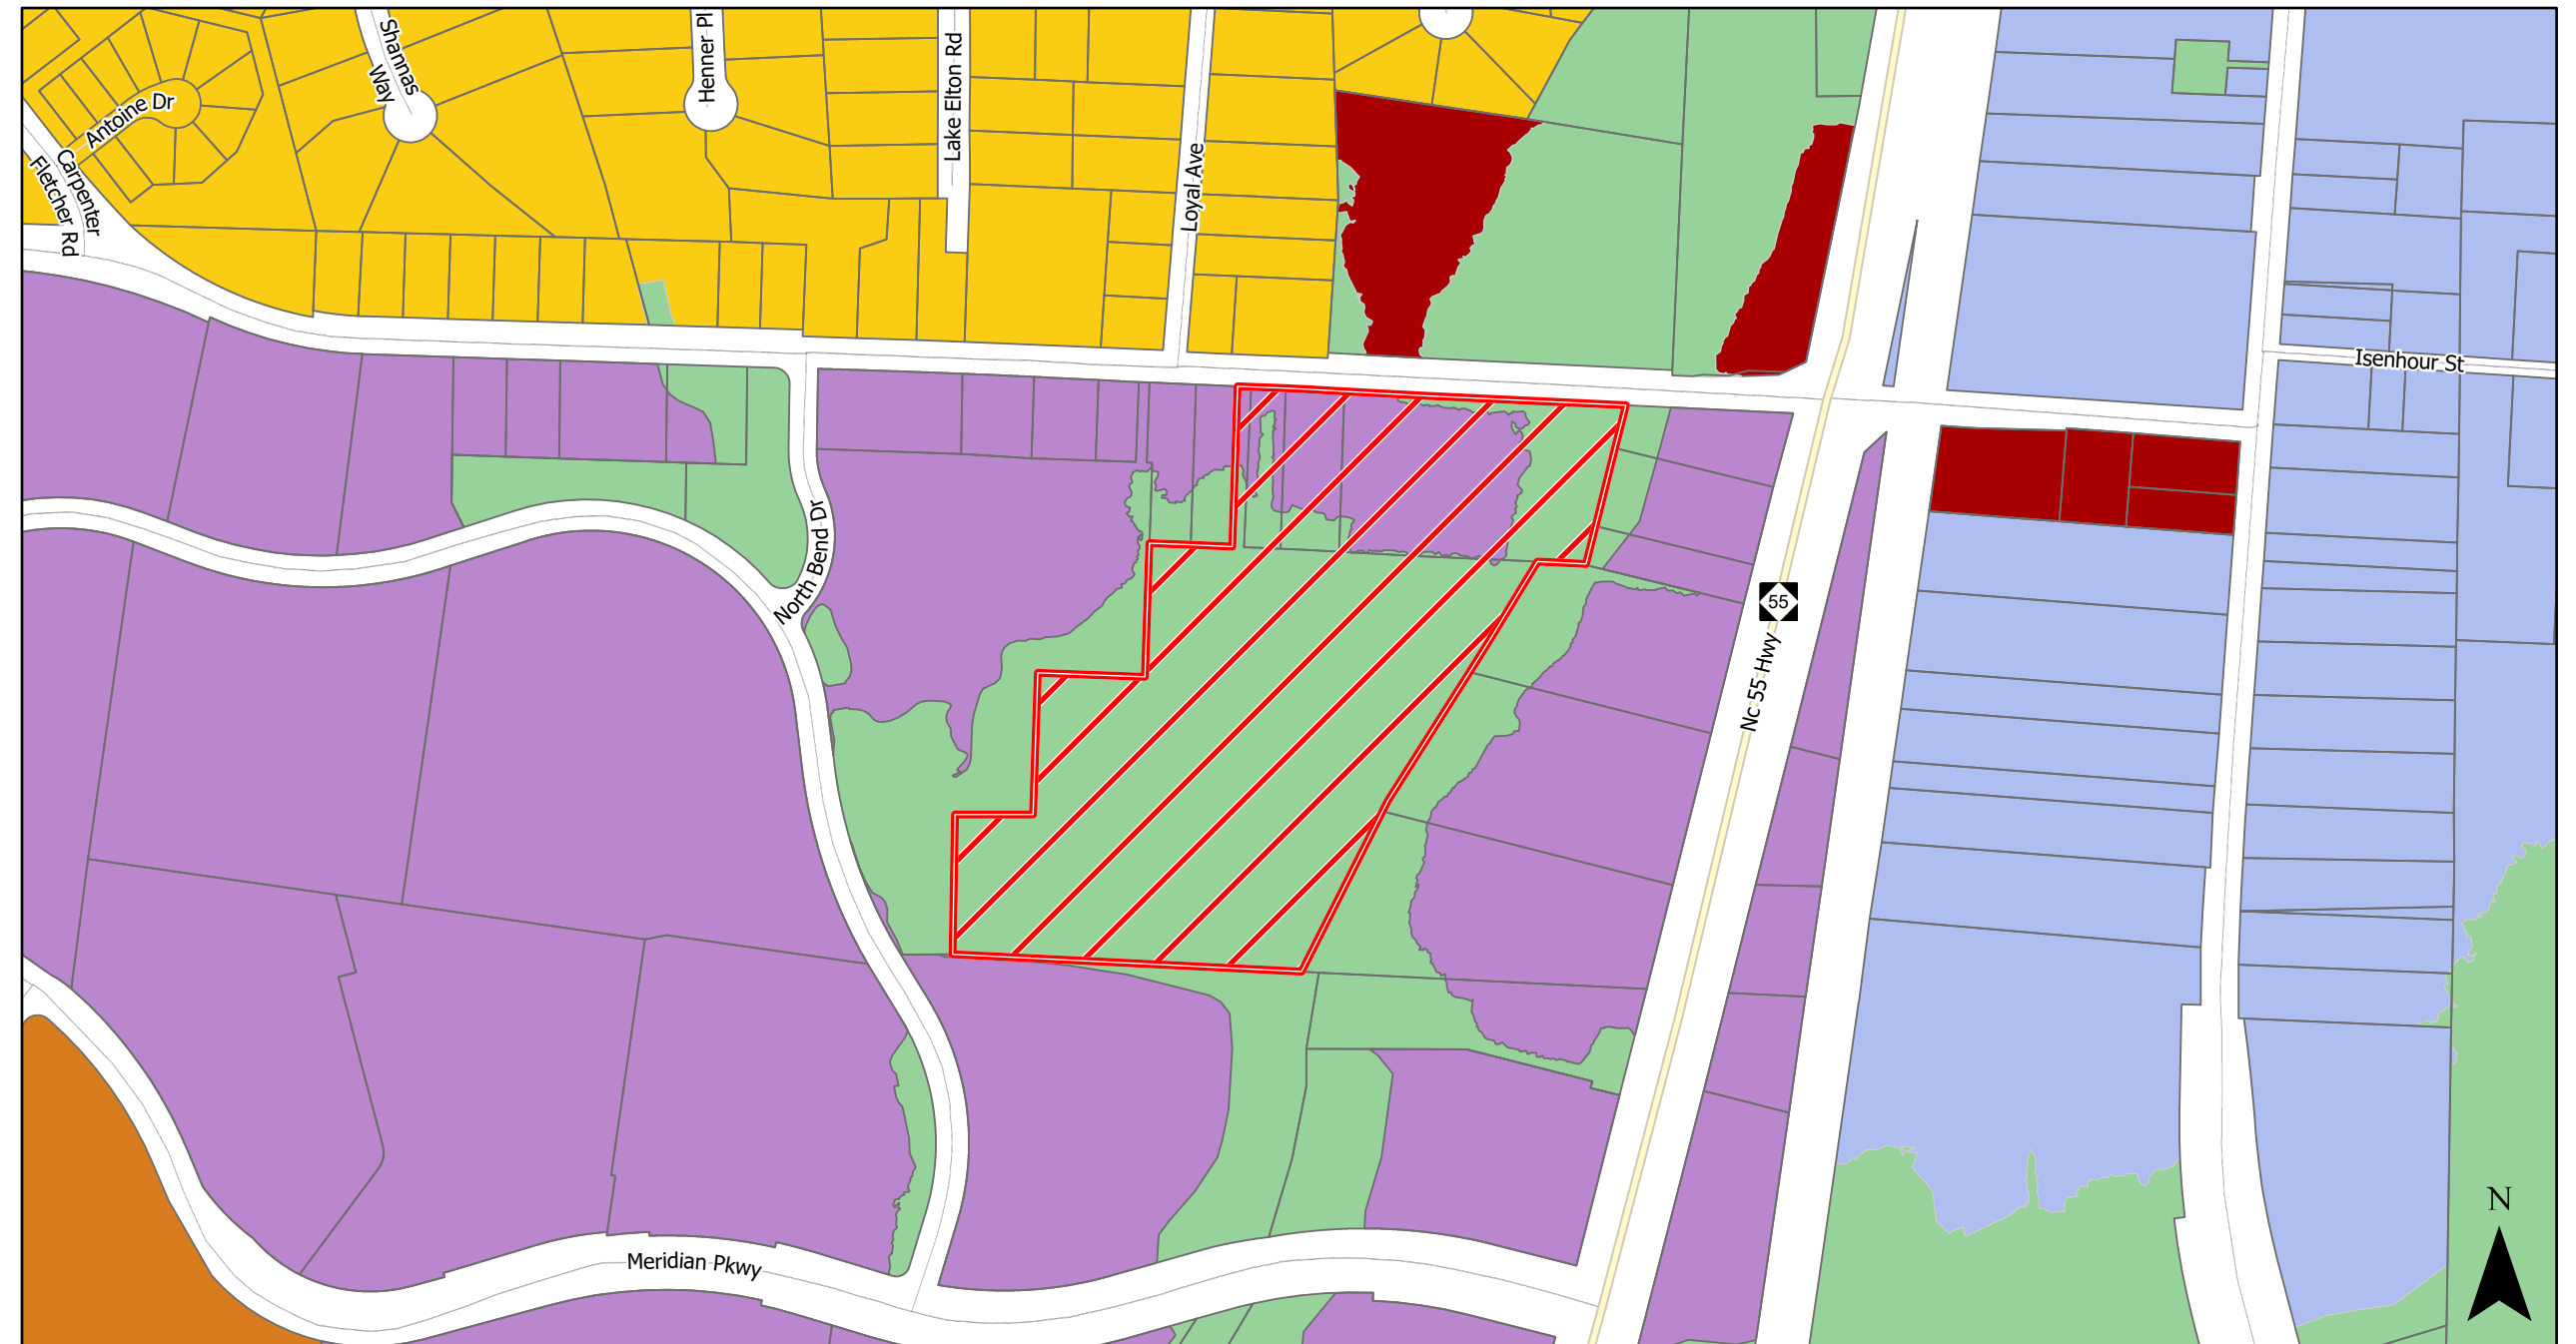 Shannas
Way
Henner Pl
Lake Elton Rd
Antoine Dr
Loyal Ave
Carpenter
Fletcher Rd
Isenhour St
North Bend Dr
55
Nc 55 Hwy
N
Meridian Pkwy